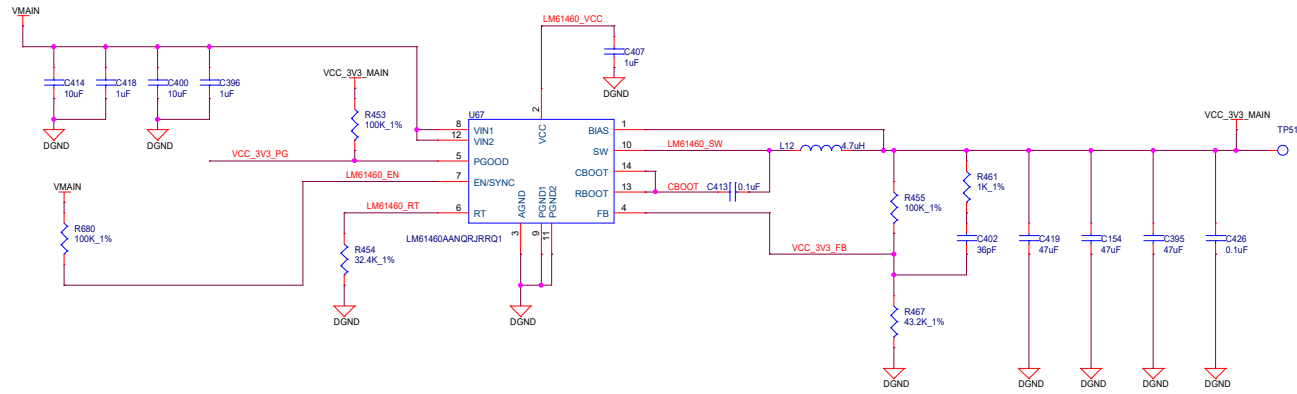 VMAIN
C414
10uF
C418
1uF
C400
10uF
C396
1uF
DGND
DGND
LM61460_VCC
C407
1uF
DGND
VCC_3V3_MAIN
R453
100K_1%
VCC_3V3_PG
LM61460_EN
VMAIN
R680
100K_1%
LM61460_RT
R454
32.4K_1%
DGND
U67
8
VIN1
12
VIN2
5
PGOOD
7
EN/SYNC
6
RT
2
VCC
BIAS
1
SW
10
CBOOT
14
RBOOT
13
FB
4
AGND
PGND1
PGND2
3
9
11
LM61460AANQRJRRQ1
DGND
LM61460_SW
L12
4.7uH
CBOOT
C413
0.1uF
VCC_3V3_FB
R455
100K_1%
R461
1K_1%
C402
36pF
R467
43.2K_1%
DGND
C419
47uF
DGND
C154
47uF
DGND
C395
47uF
DGND
C426
0.1uF
DGND
VCC_3V3_MAIN
TP51